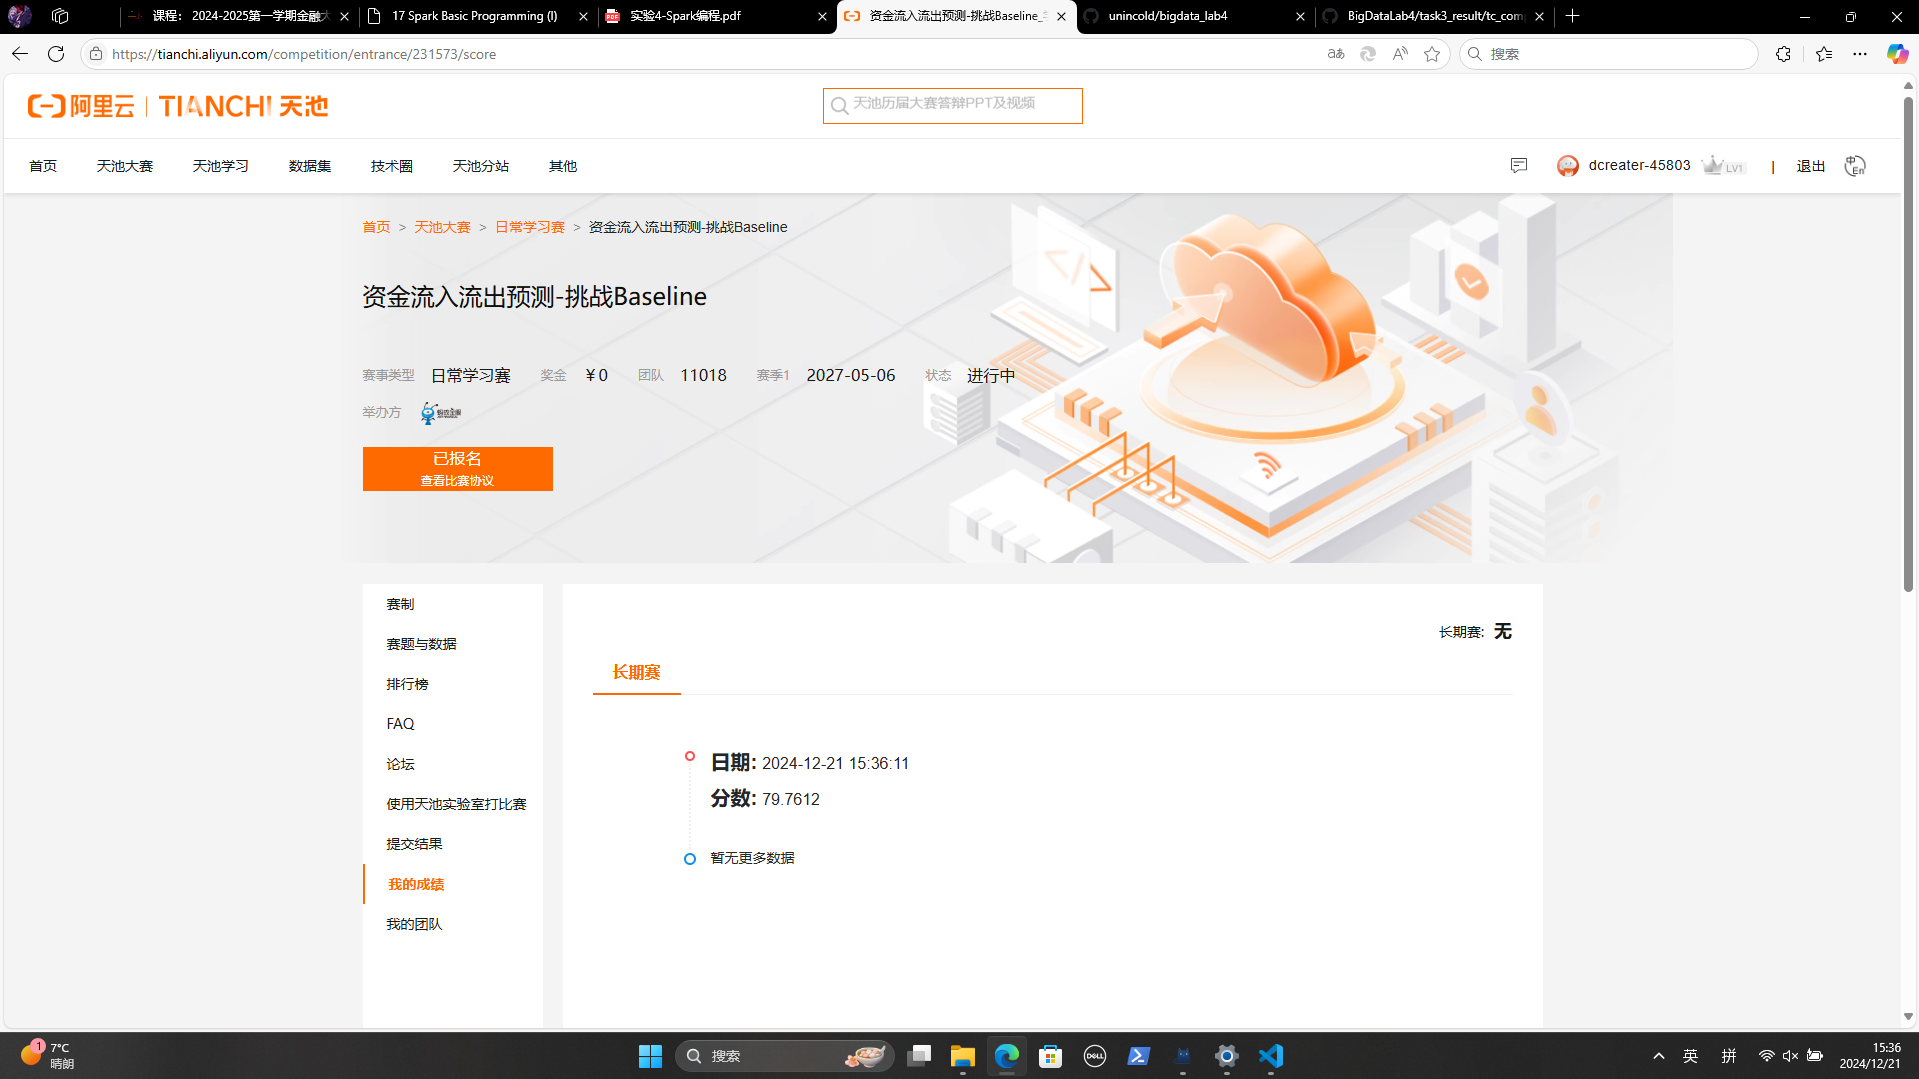 课程： 2024-2025第一学期金融大
17 Spark Basic Programming (I)
实验4-Spark编程.pdf
资金流入流出预测-挑战Baseline_
unincold/bigdata_lab4
BigDataLab4/task3_result/tc_com
https://tianchi.aliyun.com/competition/entrance/231573/score
搜索
阿里云 | TIANCHI 天池
天池历届大赛答辩PPT及视频
首页 天池大赛 天池学习 数据集 技术圈 天池分站 其他
dcreater-45803 LV1 | 退出 中 En
首页 > 天池大赛 > 日常学习赛 > 资金流入流出预测-挑战Baseline
资金流入流出预测-挑战Baseline
赛事类型 日常学习赛 奖金 ¥0 团队 11018 赛季1 2027-05-06 状态 进行中
举办方
已报名
查看比赛协议
赛制
赛题与数据
排行榜
FAQ
论坛
使用天池实验室打比赛
提交结果
我的成绩
我的团队
长期赛: 无
长期赛
日期: 2024-12-21 15:36:11
分数: 79.7612
暂无更多数据
1
7°C
晴朗
搜索
DELL
英
拼
15:36
2024/12/21